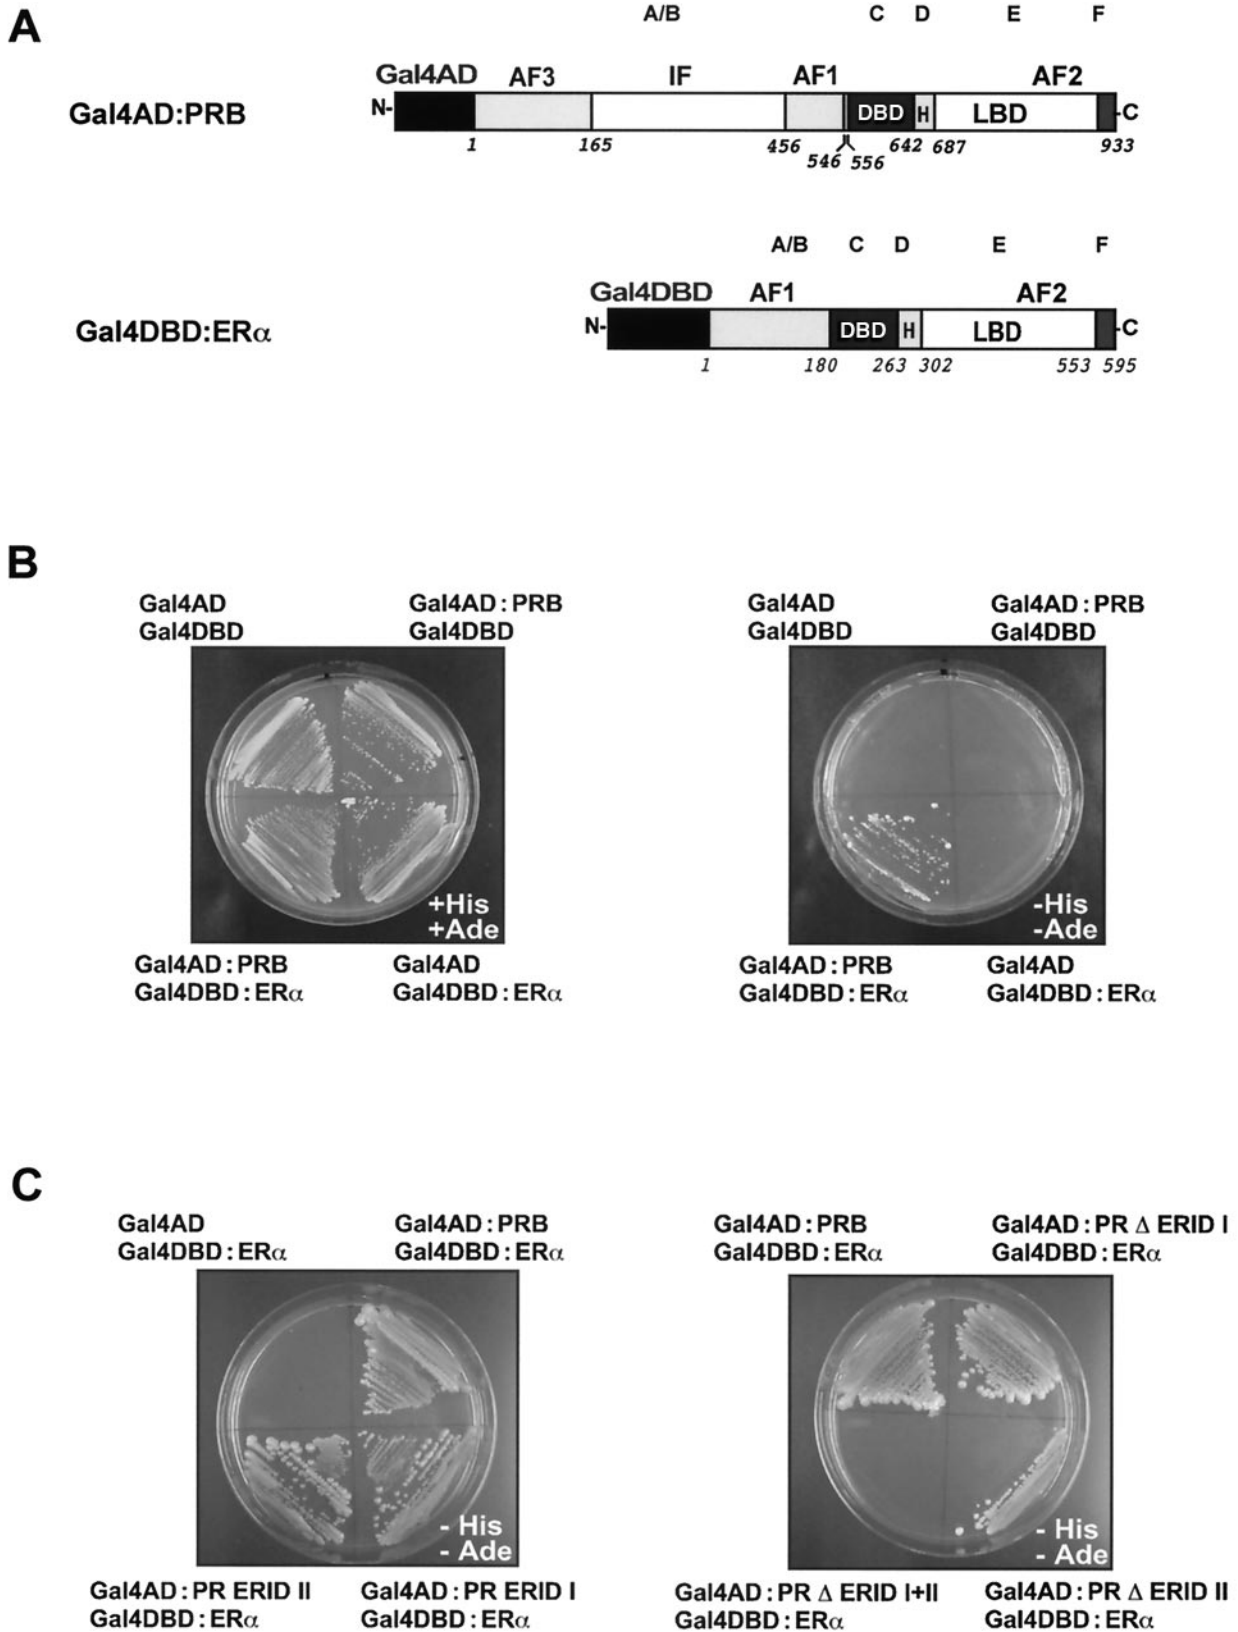 A
A/B C D E F
Gal4AD AF3 IF AF1 AF2
Gal4AD:PRB N- DBD H LBD -C
1 165 456 546 556 642 687 933
A/B C D E F
Gal4DBD AF1 AF2
Gal4DBD:ERα N- DBD H LBD -C
1 180 263 302 553 595
B
Gal4AD Gal4AD:PRB Gal4AD Gal4AD:PRB
Gal4DBD Gal4DBD Gal4DBD Gal4DBD
+His -His
+Ade -Ade
Gal4AD:PRB Gal4AD Gal4AD:PRB Gal4AD
Gal4DBD:ERα Gal4DBD:ERα Gal4DBD:ERα Gal4DBD:ERα
C
Gal4AD Gal4AD:PRB Gal4AD:PRB Gal4AD:PR Δ ERID I
Gal4DBD:ERα Gal4DBD:ERα Gal4DBD:ERα Gal4DBD:ERα
- His - His
- Ade - Ade
Gal4AD:PR ERID II Gal4AD:PR ERID I Gal4AD:PR Δ ERID I+II Gal4AD:PR Δ ERID II
Gal4DBD:ERα Gal4DBD:ERα Gal4DBD:ERα Gal4DBD:ERα